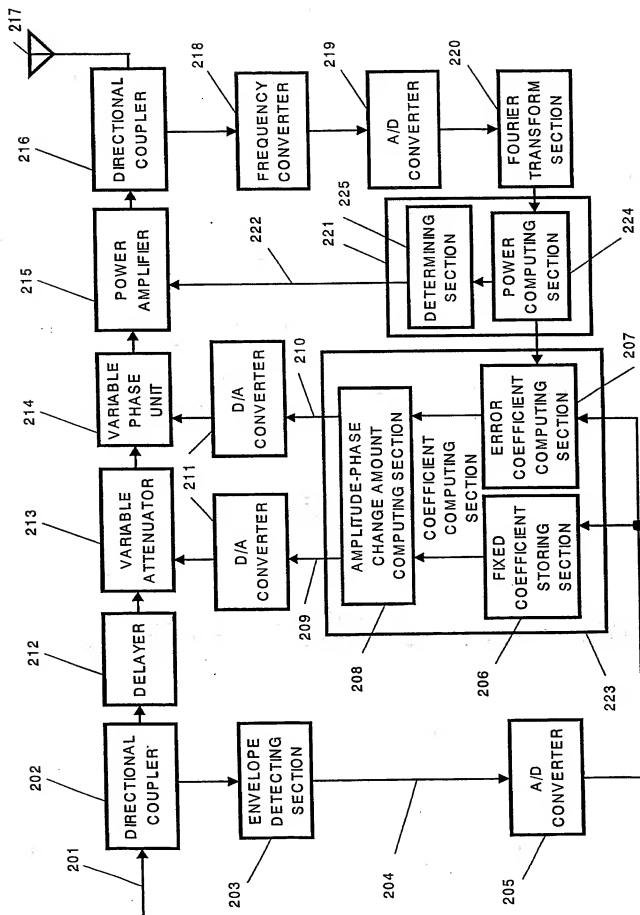 201
202
DIRECTIONAL
COUPLER
212
DELAYER
213
VARIABLE
ATTENUATOR
214
VARIABLE
PHASE
UNIT
215
POWER
AMPLIFIER
216
DIRECTIONAL
COUPLER
217
203
ENVELOPE
DETECTING
SECTION
204
205
A/D
CONVERTER
D/A
CONVERTER
211
D/A
CONVERTER
209
210
222
218
FREQUENCY
CONVERTER
219
A/D
CONVERTER
220
FOURIER
TRANSFORM
SECTION
221
225
DETERMINING
SECTION
POWER
COMPUTING
SECTION
224
208
AMPLITUDE-PHASE
CHANGE AMOUNT
COMPUTING SECTION
COEFFICIENT
COMPUTING
SECTION
206
FIXED
COEFFICIENT
STORING
SECTION
207
ERROR
COEFFICIENT
COMPUTING
SECTION
223